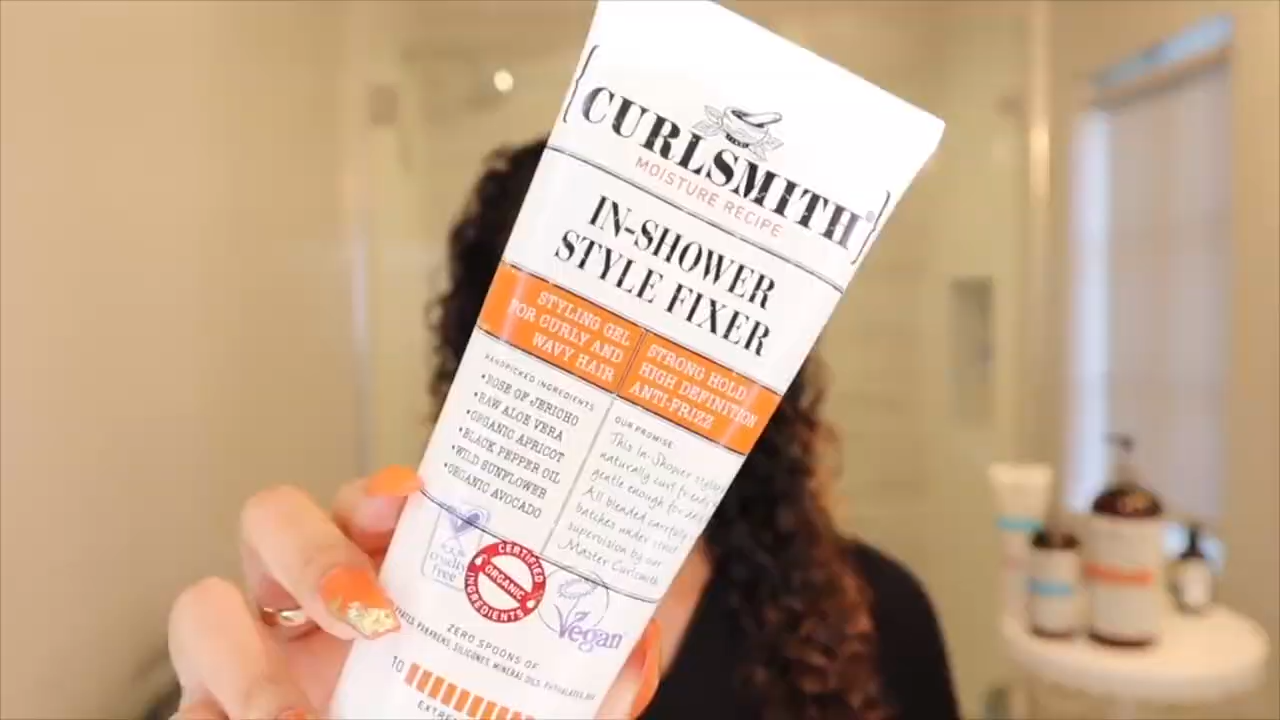 CURLSMITH®
MOISTURE RECIPE
IN-SHOWER
STYLE FIXER
STYLING GEL
FOR CURLY AND
WAVY HAIR
STRONG HOLD
HIGH DEFINITION
ANTI-FRIZZ
HANDPICKED INGREDIENTS
•ROSE OF JERICHO
•RAW ALOE VERA
•ORGANIC APRICOT
•BLACK PEPPER OIL
•WILD SUNFLOWER
•ORGANIC AVOCADO
OUR PROMISE:
This In-Shower
naturally curl
gentle enough for
All blended carefully
batches under strict
supervision by our
Master Curlsmith
cruelty
free
CERTIFIED
ORGANIC
INGREDIENTS
Vegan
ZERO SPOONS OF
PARABENS, SILICONES, MINERAL OILS, PHTHALATES
10